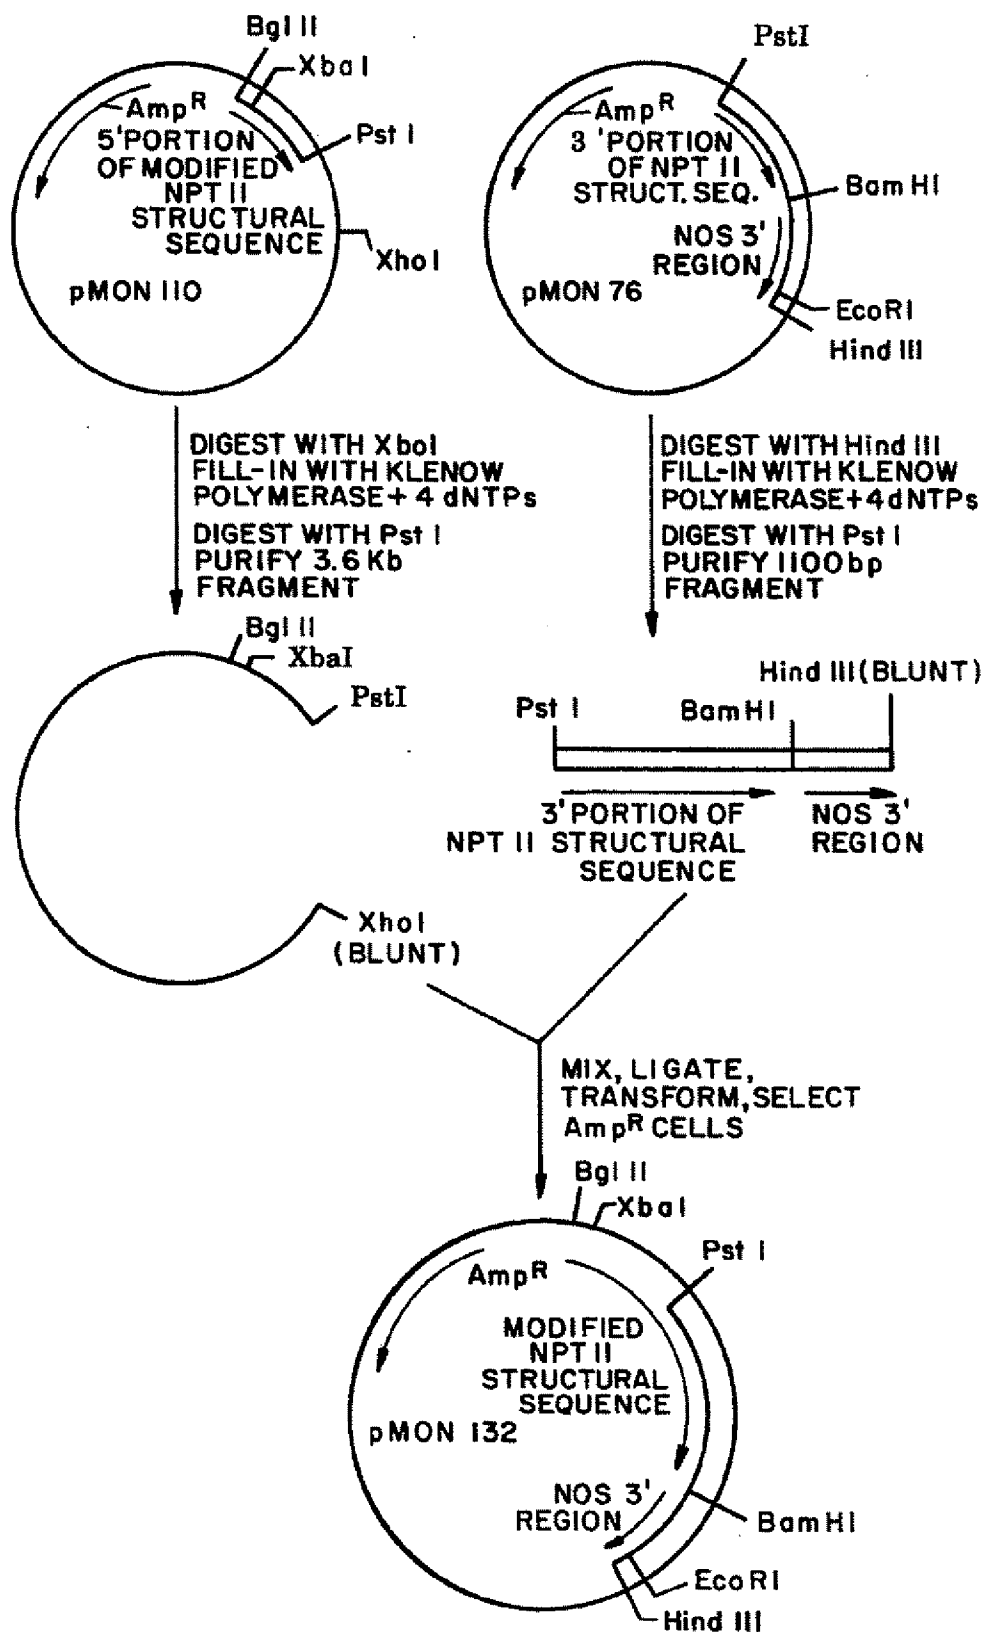 Bgl II
XbaI
Amp^R
Pst I
5' PORTION
OF MODIFIED
NPT II
STRUCTURAL
SEQUENCE
XhoI
pMON 110
PstI
Amp^R
3' PORTION
OF NPT II
STRUCT. SEQ.
BamHI
NOS 3'
REGION
pMON 76
EcoRI
Hind III
DIGEST WITH XboI
FILL-IN WITH KLENOW
POLYMERASE + 4 dNTPs
DIGEST WITH Pst I
PURIFY 3.6 Kb
FRAGMENT
DIGEST WITH Hind III
FILL-IN WITH KLENOW
POLYMERASE + 4 dNTPs
DIGEST WITH Pst I
PURIFY 1100 bp
FRAGMENT
Bgl II
XbaI
PstI
XhoI
(BLUNT)
Hind III (BLUNT)
Pst I
BamHI
3' PORTION OF
NPT II STRUCTURAL
SEQUENCE
NOS 3'
REGION
MIX, LIGATE,
TRANSFORM, SELECT
Amp^R CELLS
Bgl II
XbaI
Pst I
Amp^R
MODIFIED
NPT II
STRUCTURAL
SEQUENCE
pMON 132
NOS 3'
REGION
BamHI
EcoRI
Hind III